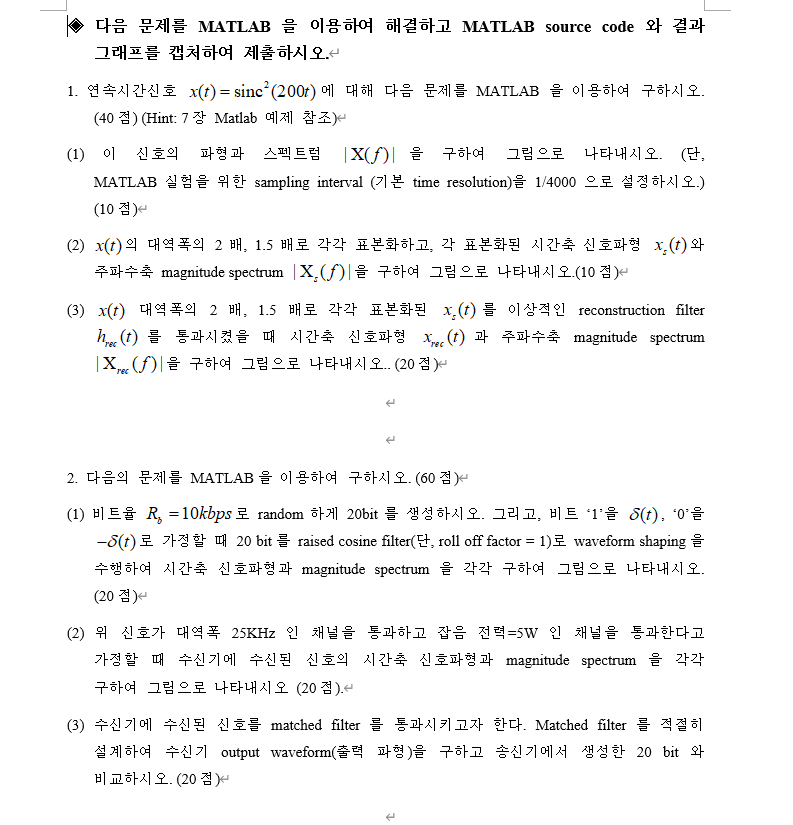 ◈ 다음 문제를 MATLAB 을 이용하여 해결하고 MATLAB source code 와 결과
그래프를 캡처하여 제출하시오.↵
1. 연속시간신호 x(t) = sinc²(200t) 에 대해 다음 문제를 MATLAB 을 이용하여 구하시오.
(40 점) (Hint: 7 장 Matlab 예제 참조)↵
(1) 이 신호의 파형과 스펙트럼 |X(f)| 을 구하여 그림으로 나타내시오. (단,
MATLAB 실험을 위한 sampling interval (기본 time resolution)을 1/4000 으로 설정하시오.)
(10 점)↵
(2) x(t)의 대역폭의 2 배, 1.5 배로 각각 표본화하고, 각 표본화된 시간축 신호파형 xₛ(t)와
주파수축 magnitude spectrum |Xₛ(f)|을 구하여 그림으로 나타내시오.(10 점)↵
(3) x(t) 대역폭의 2 배, 1.5 배로 각각 표본화된 xₛ(t) 를 이상적인 reconstruction filter
h_rec(t) 를 통과시켰을 때 시간축 신호파형 x_rec(t) 과 주파수축 magnitude spectrum
|X_rec(f)|을 구하여 그림으로 나타내시오.. (20 점)↵
↵
↵
2. 다음의 문제를 MATLAB 을 이용하여 구하시오. (60 점)↵
(1) 비트율 R_b = 10kbps 로 random 하게 20bit 를 생성하시오. 그리고, 비트 ‘1’을 δ(t), ‘0’을
−δ(t) 로 가정할 때 20 bit 를 raised cosine filter(단, roll off factor = 1)로 waveform shaping 을
수행하여 시간축 신호파형과 magnitude spectrum 을 각각 구하여 그림으로 나타내시오.
(20 점)↵
(2) 위 신호가 대역폭 25KHz 인 채널을 통과하고 잡음 전력=5W 인 채널을 통과한다고
가정할 때 수신기에 수신된 신호의 시간축 신호파형과 magnitude spectrum 을 각각
구하여 그림으로 나타내시오 (20 점).↵
(3) 수신기에 수신된 신호를 matched filter 를 통과시키고자 한다. Matched filter 를 적절히
설계하여 수신기 output waveform(출력 파형)을 구하고 송신기에서 생성한 20 bit 와
비교하시오. (20 점)↵
↵